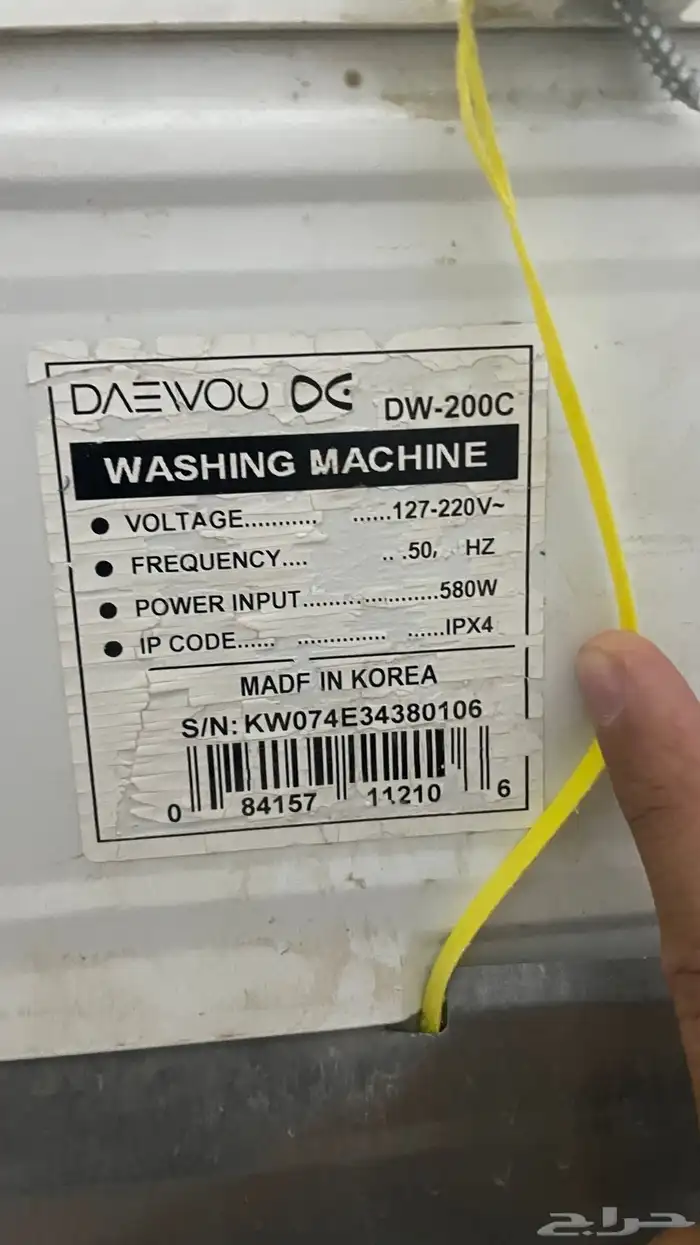 DAEWOU DE DW-200C
WASHING MACHINE
● VOLTAGE........... ......127-220V~
● FREQUENCY.... .. .50, HZ
● POWER INPUT.........................580W
● IP CODE...... .............. ......IPX4
MADF IN KOREA
S/N: KW074E34380106
0 84157 11210 6
حراج